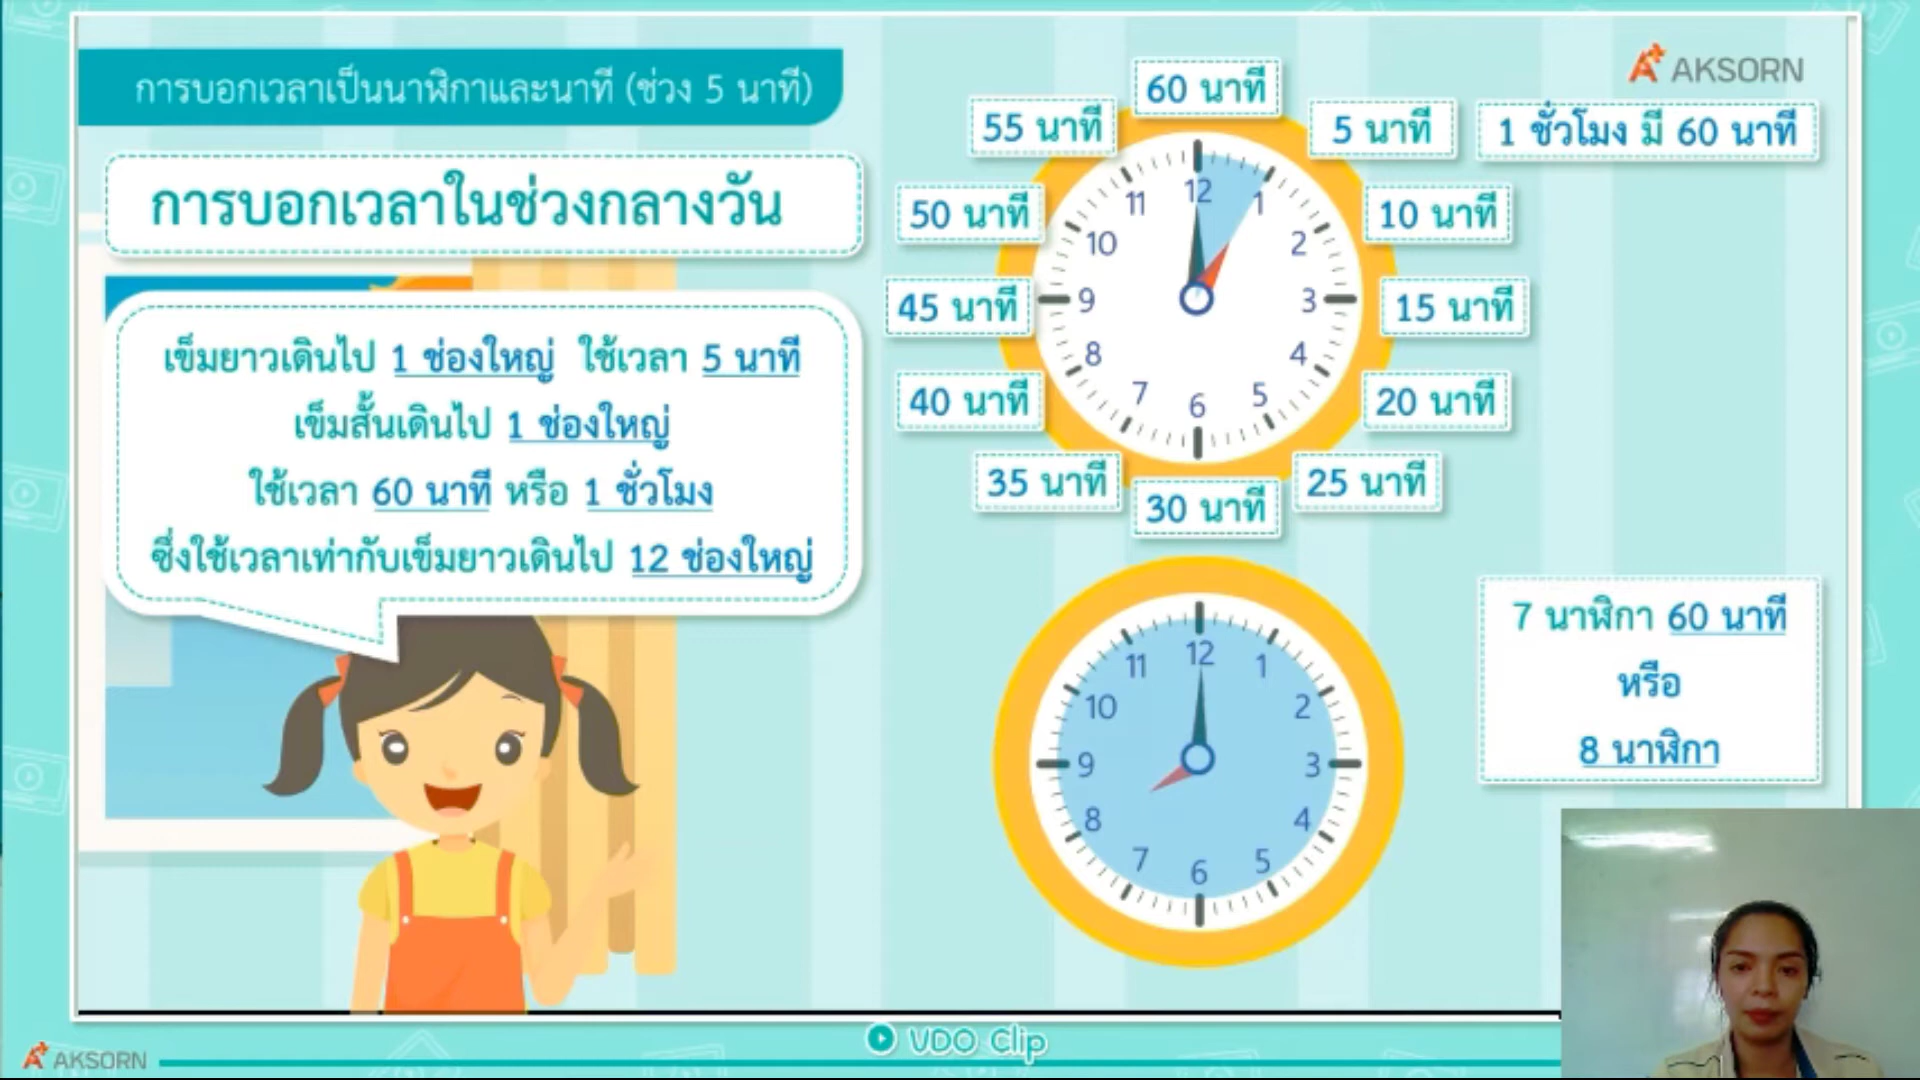 การบอกเวลาเป็นนาฬิกาและนาที (ช่วง 5 นาที)
การบอกเวลาในช่วงกลางวัน
เข็มยาวเดินไป 1 ช่องใหญ่ ใช้เวลา 5 นาที
เข็มสั้นเดินไป 1 ช่องใหญ่
ใช้เวลา 60 นาที หรือ 1 ชั่วโมง
ซึ่งใช้เวลาเท่ากับเข็มยาวเดินไป 12 ช่องใหญ่
AKSORN
1 ชั่วโมง มี 60 นาที
60 นาที
5 นาที
10 นาที
15 นาที
20 นาที
25 นาที
30 นาที
35 นาที
40 นาที
45 นาที
50 นาที
55 นาที
12
1
2
3
4
5
6
7
8
9
10
11
12
1
2
3
4
5
6
7
8
9
10
11
7 นาฬิกา 60 นาที
หรือ
8 นาฬิกา
AKSORN
VDO Clip